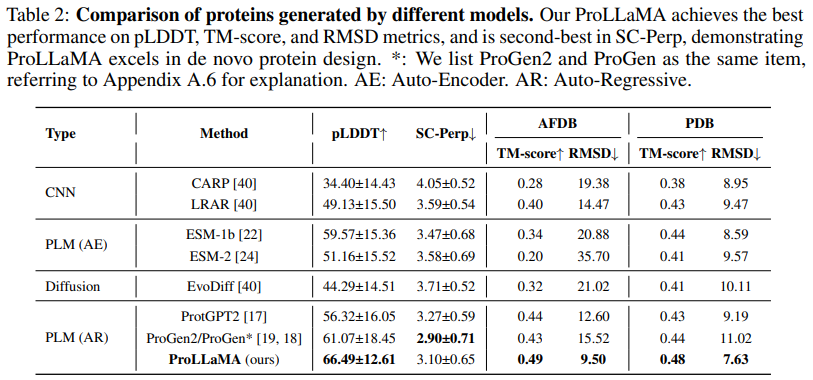 Table 2: Comparison of proteins generated by different models. Our ProLLaMA achieves the best
performance on pLDDT, TM-score, and RMSD metrics, and is second-best in SC-Perp, demonstrating
ProLLaMA excels in de novo protein design. *: We list ProGen2 and ProGen as the same item,
referring to Appendix A.6 for explanation. AE: Auto-Encoder. AR: Auto-Regressive.
Type Method pLDDT↑ SC-Perp↓ AFDB PDB
TM-score↑ RMSD↓ TM-score↑ RMSD↓
CNN
CARP [40] 34.40±14.43 4.05±0.52 0.28 19.38 0.38 8.95
LRAR [40] 49.13±15.50 3.59±0.54 0.40 14.47 0.43 9.47
PLM (AE)
ESM-1b [22] 59.57±15.36 3.47±0.68 0.34 20.88 0.44 8.59
ESM-2 [24] 51.16±15.52 3.58±0.69 0.20 35.70 0.41 9.57
Diffusion EvoDiff [40] 44.29±14.51 3.71±0.52 0.32 21.02 0.41 10.11
PLM (AR)
ProtGPT2 [17] 56.32±16.05 3.27±0.59 0.44 12.60 0.43 9.19
ProGen2/ProGen* [19, 18] 61.07±18.45 2.90±0.71 0.43 15.52 0.44 11.02
ProLLaMA (ours) 66.49±12.61 3.10±0.65 0.49 9.50 0.48 7.63